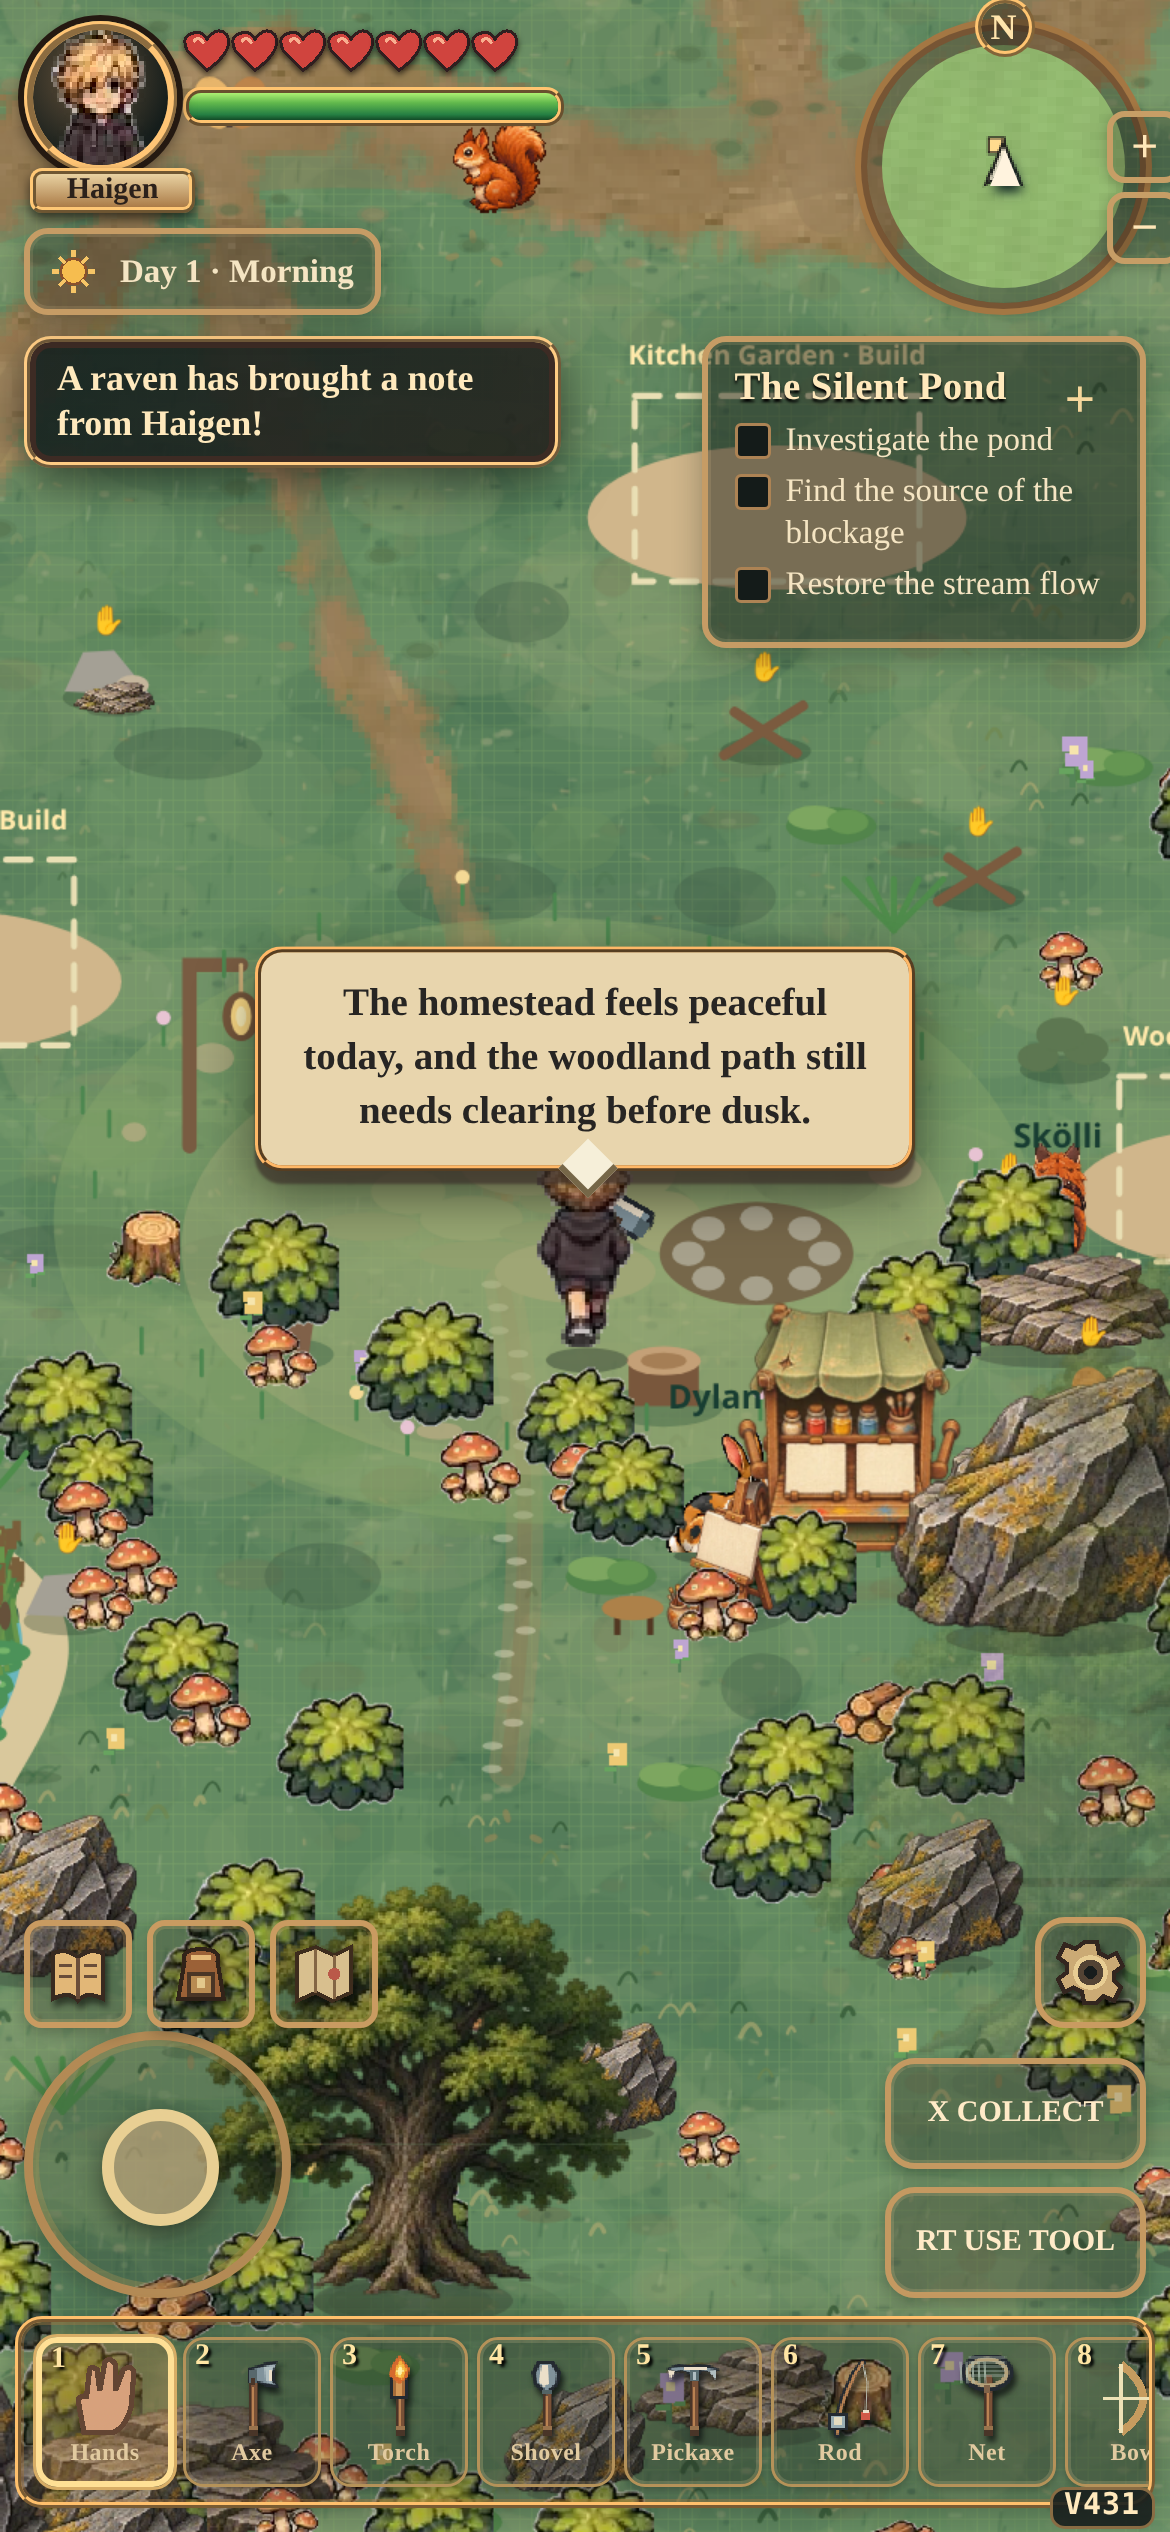 N
+
−
Haigen
Day 1 · Morning
A raven has brought a note
from Haigen!
Kitchen Garden · Build
The Silent Pond
+
Investigate the pond
Find the source of the
blockage
Restore the stream flow
Build
The homestead feels peaceful
today, and the woodland path still
needs clearing before dusk.
Woo
Skölli
Dylan
X COLLECT
RT USE TOOL
1
2
3
4
5
6
7
8
Hands
Axe
Torch
Shovel
Pickaxe
Rod
Net
Bow
V431